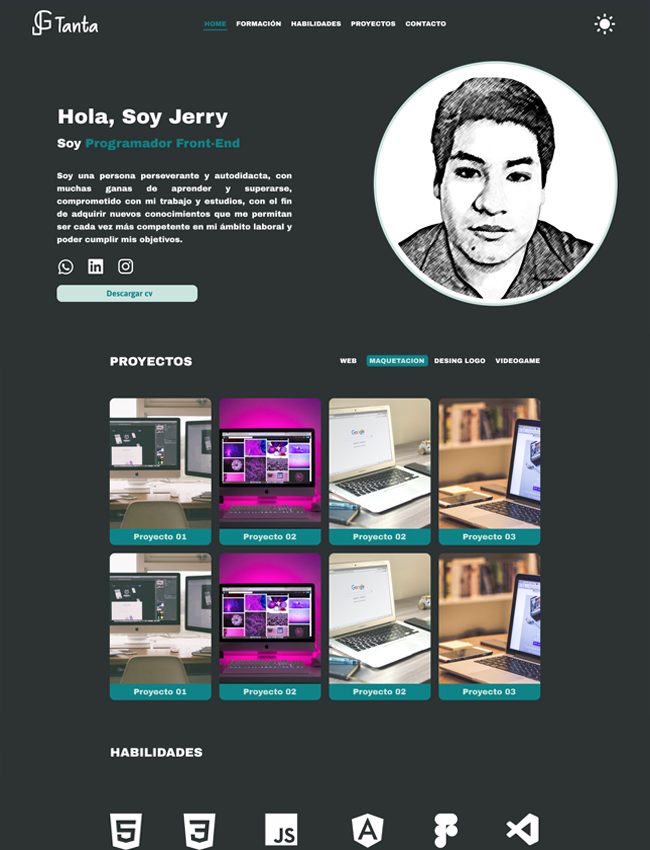 JG Tanta
HOME FORMACIÓN HABILIDADES PROYECTOS CONTACTO
Hola, Soy Jerry
Soy Programador Front-End
Soy una persona perseverante y autodidacta, con
muchas ganas de aprender y superarse,
comprometido con mi trabajo y estudios, con el fin
de adquirir nuevos conocimientos que me permitan
ser cada vez más competente en mi ámbito laboral y
poder cumplir mis objetivos.
in
Descargar cv
PROYECTOS
WEB MAQUETACION DESING LOGO VIDEOGAME
Google
Proyecto 01 Proyecto 02 Proyecto 02 Proyecto 03
Google
Proyecto 01 Proyecto 02 Proyecto 02 Proyecto 03
HABILIDADES
5 3 JS A